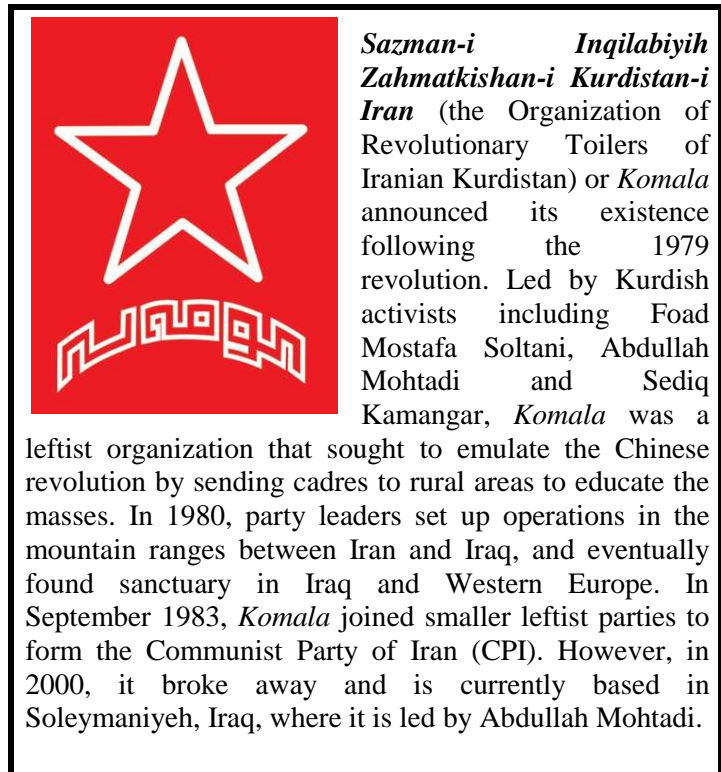 Sazman-i Inqilabiyih
Zahmatkishan-i Kurdistan-i
Iran (the Organization of
Revolutionary Toilers of
Iranian Kurdistan) or Komala
announced its existence
following the 1979
revolution. Led by Kurdish
activists including Foad
Mostafa Soltani, Abdullah
Mohtadi and Sediq
Kamangar, Komala was a
leftist organization that sought to emulate the Chinese
revolution by sending cadres to rural areas to educate the
masses. In 1980, party leaders set up operations in the
mountain ranges between Iran and Iraq, and eventually
found sanctuary in Iraq and Western Europe. In
September 1983, Komala joined smaller leftist parties to
form the Communist Party of Iran (CPI). However, in
2000, it broke away and is currently based in
Soleymaniyeh, Iraq, where it is led by Abdullah Mohtadi.